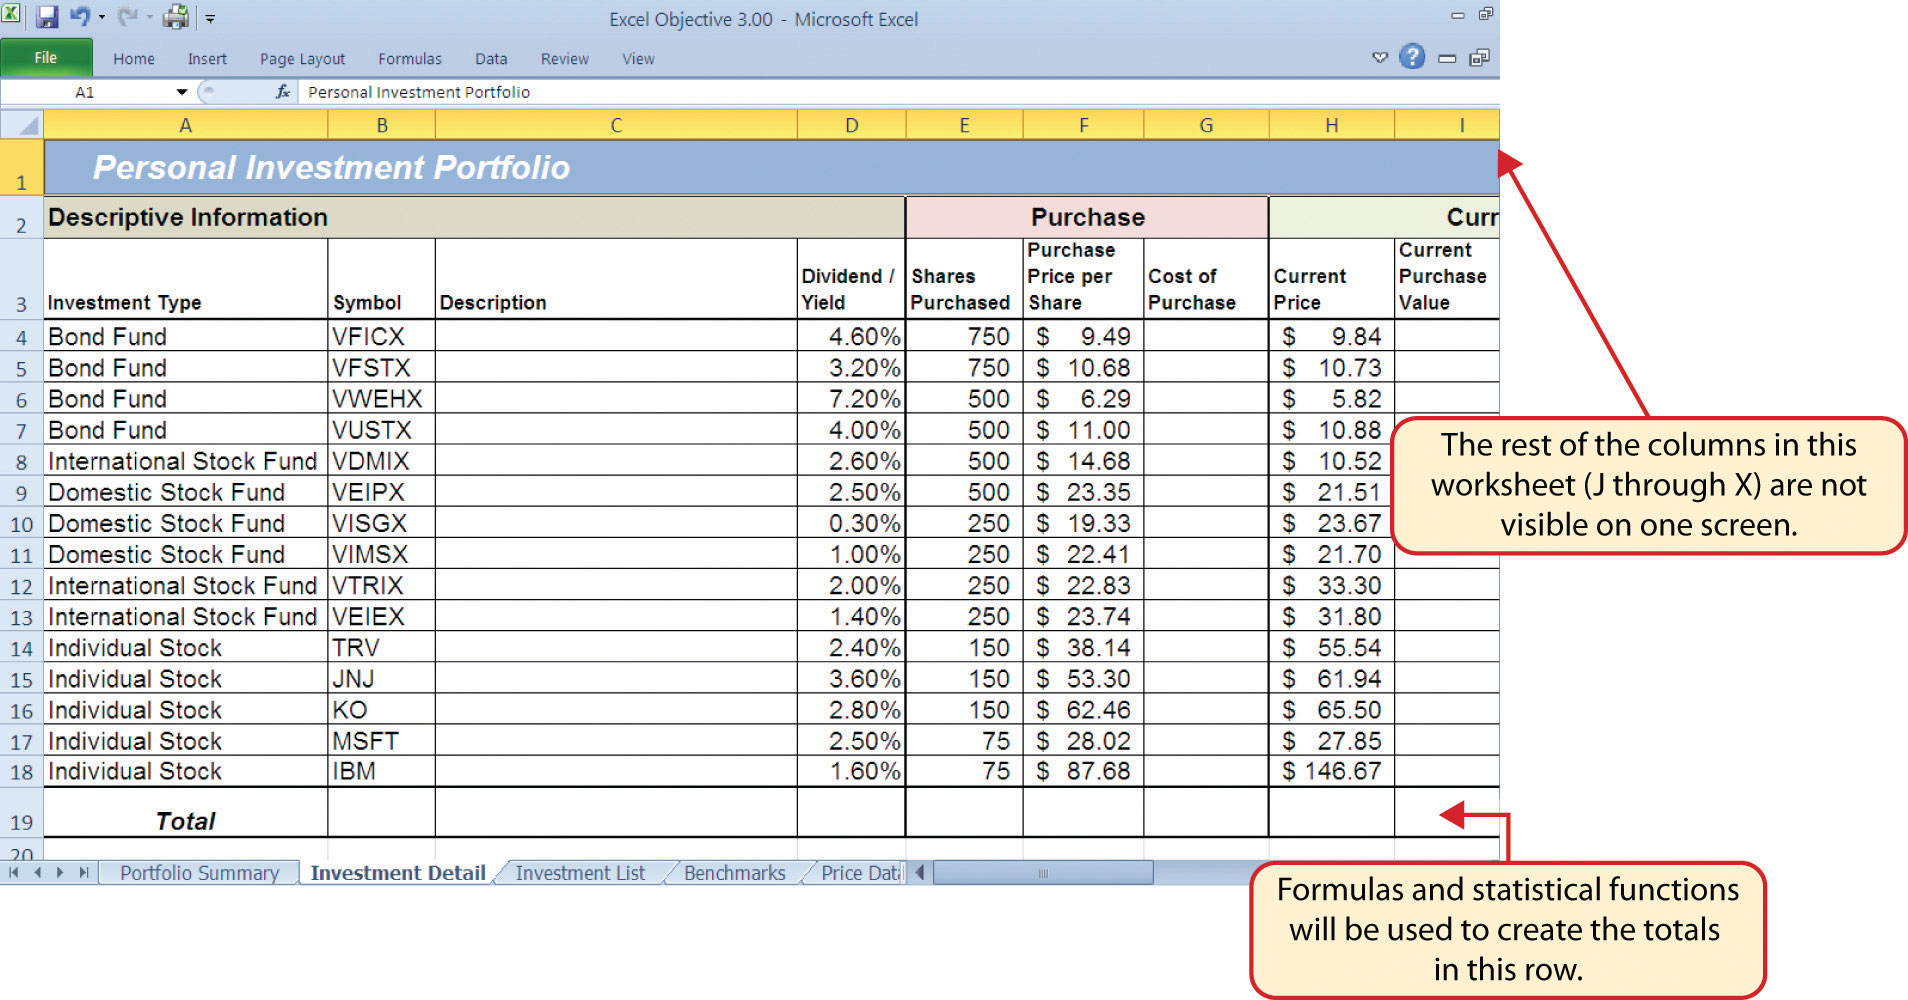 Excel Objective 3.00 - Microsoft Excel
File Home Insert Page Layout Formulas Data Review View
A1 fx Personal Investment Portfolio
A B C D E F G H I
1 Personal Investment Portfolio
2 Descriptive Information Purchase Curr
3 Investment Type Symbol Description Dividend / Yield Shares Purchased Purchase Price per Share Cost of Purchase Current Price Current Purchase Value
4 Bond Fund VFICX 4.60% 750 $ 9.49 $ 9.84
5 Bond Fund VFSTX 3.20% 750 $ 10.68 $ 10.73
6 Bond Fund VWEHX 7.20% 500 $ 6.29 $ 5.82
7 Bond Fund VUSTX 4.00% 500 $ 11.00 $ 10.88
8 International Stock Fund VDMIX 2.60% 500 $ 14.68 $ 10.52
9 Domestic Stock Fund VEIPX 2.50% 500 $ 23.35 $ 21.51
10 Domestic Stock Fund VISGX 0.30% 250 $ 19.33 $ 23.67
11 Domestic Stock Fund VIMSX 1.00% 250 $ 22.41 $ 21.70
12 International Stock Fund VTRIX 2.00% 250 $ 22.83 $ 33.30
13 International Stock Fund VEIEX 1.40% 250 $ 23.74 $ 31.80
14 Individual Stock TRV 2.40% 150 $ 38.14 $ 55.54
15 Individual Stock JNJ 3.60% 150 $ 53.30 $ 61.94
16 Individual Stock KO 2.80% 150 $ 62.46 $ 65.50
17 Individual Stock MSFT 2.50% 75 $ 28.02 $ 27.85
18 Individual Stock IBM 1.60% 75 $ 87.68 $ 146.67
19 Total
20
Portfolio Summary Investment Detail Investment List Benchmarks Price Data
The rest of the columns in this
worksheet (J through X) are not
visible on one screen.
Formulas and statistical functions
will be used to create the totals
in this row.